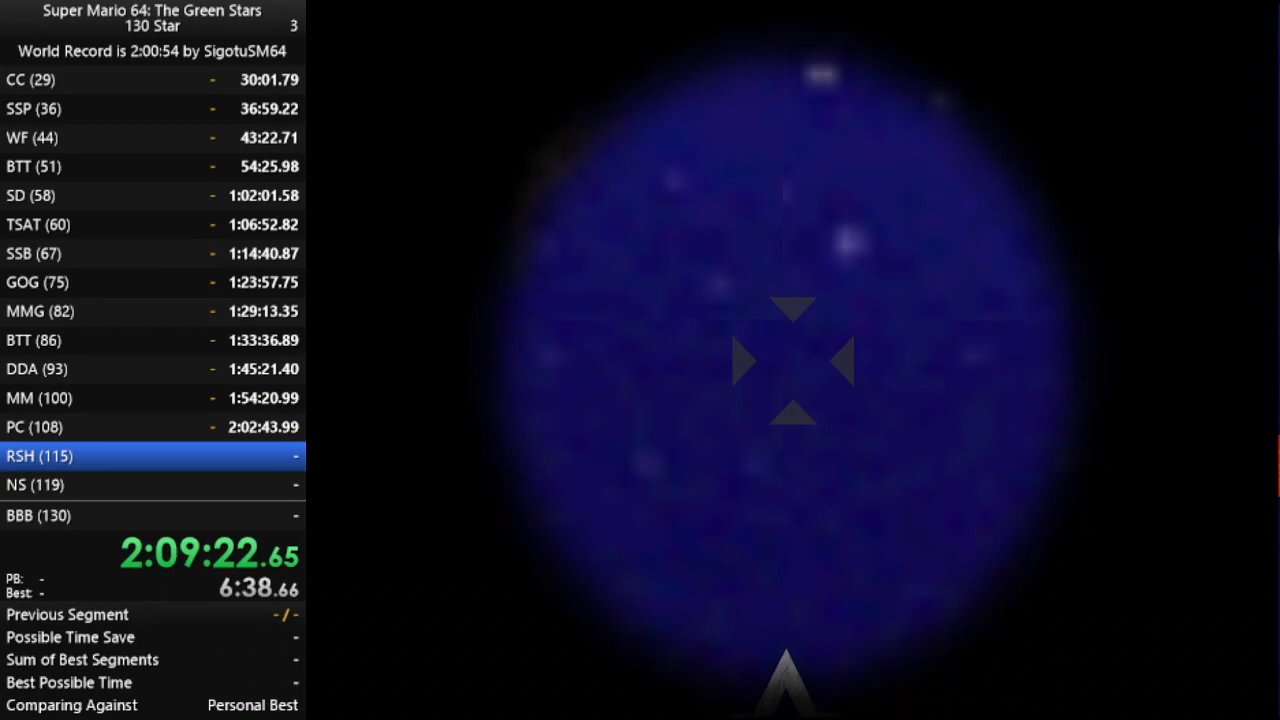 Super Mario 64: The Green Stars
130 Star 3
World Record is 2:00:54 by SigotuSM64
CC (29) - 30:01.79
SSP (36) - 36:59.22
WF (44) - 43:22.71
BTT (51) - 54:25.98
SD (58) - 1:02:01.58
TSAT (60) - 1:06:52.82
SSB (67) - 1:14:40.87
GOG (75) - 1:23:57.75
MMG (82) - 1:29:13.35
BTT (86) - 1:33:36.89
DDA (93) - 1:45:21.40
MM (100) - 1:54:20.99
PC (108) - 2:02:43.99
RSH (115) -
NS (119) -
BBB (130) -
2:09:22.65
PB: -
Best: - 6:38.66
Previous Segment - / -
Possible Time Save -
Sum of Best Segments -
Best Possible Time -
Comparing Against Personal Best